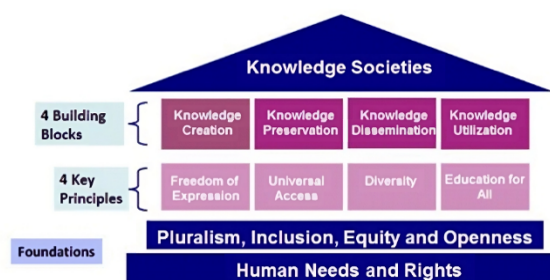 Knowledge Societies
4 Building
Blocks
Knowledge
Creation
Knowledge
Preservation
Knowledge
Dissemination
Knowledge
Utilization
4 Key
Principles
Freedom of
Expression
Universal
Access
Diversity
Education for
All
Pluralism, Inclusion, Equity and Openness
Foundations
Human Needs and Rights